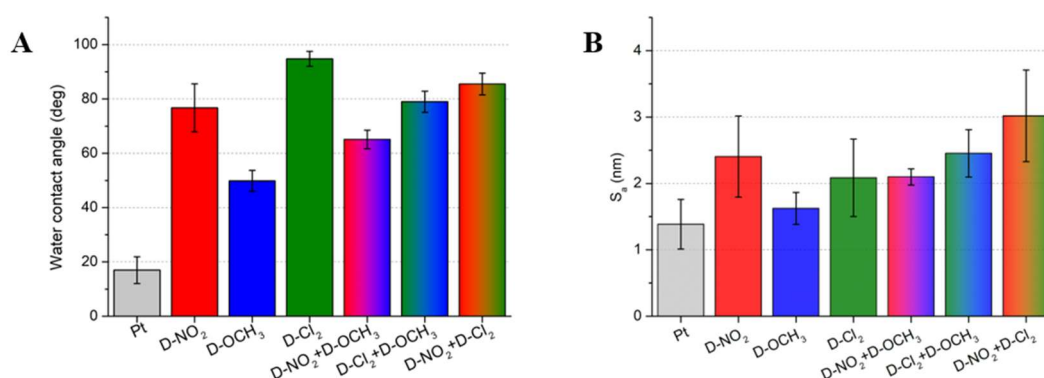 A
Water contact angle (deg)
100
80
60
40
20
0
Pt
D-NO₂
D-OCH₃
D-Cl₂
D-NO₂+D-OCH₃
D-Cl₂+D-OCH₃
D-NO₂+D-Cl₂
B
Sₐ (nm)
4
3
2
1
0
Pt
D-NO₂
D-OCH₃
D-Cl₂
D-NO₂+D-OCH₃
D-Cl₂+D-OCH₃
D-NO₂+D-Cl₂